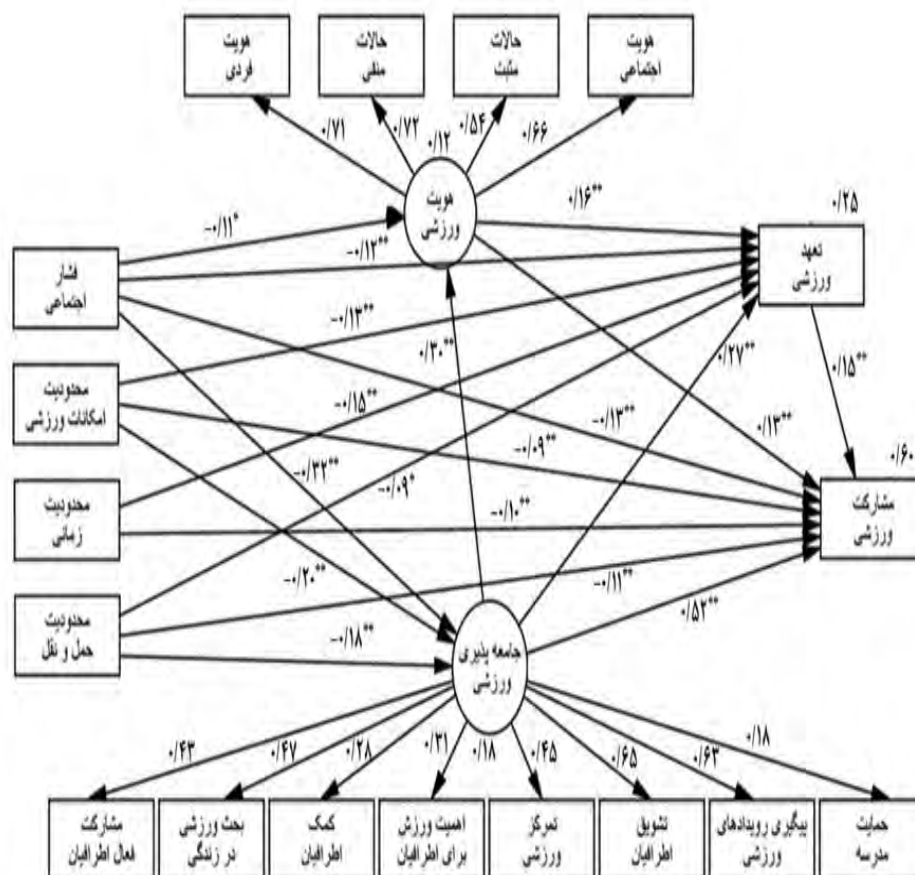 هویت
فردی
حالات
منفی
حالات
مثبت
هویت
اجتماعی
۰/۷۱
۰/۷۲
۰/۱۲
۰/۵۴
۰/۶۶
هویت
ورزشی
۰/۱۶**
۰/۲۵
تعهد
ورزشی
-۰/۱۱*
-۰/۱۲**
فشار
اجتماعی
-۰/۱۳**
۰/۳۰**
۰/۲۷**
۰/۱۵**
محدودیت
امکانات ورزشی
-۰/۱۵**
-۰/۱۳**
۰/۱۳**
-۰/۰۹**
۰/۶۰
-۰/۳۲**
-۰/۰۹*
-۰/۱۰**
مشارکت
ورزشی
محدودیت
زمانی
-۰/۲۰**
-۰/۱۱**
۰/۵۲**
محدودیت
حمل و نقل
-۰/۱۸**
جامعه پذیری
ورزشی
۰/۴۳
۰/۴۷
۰/۲۸
۰/۳۱
۰/۱۸
۰/۴۵
۰/۶۵
۰/۶۳
۰/۱۸
مشارکت
فعال اطرافیان
بحث ورزشی
در زندگی
کمک
اطرافیان
اهمیت ورزش
برای اطرافیان
تمرکز
ورزشی
تشویق
اطرافیان
پیگیری رویدادهای
ورزشی
حمایت
مدرسه